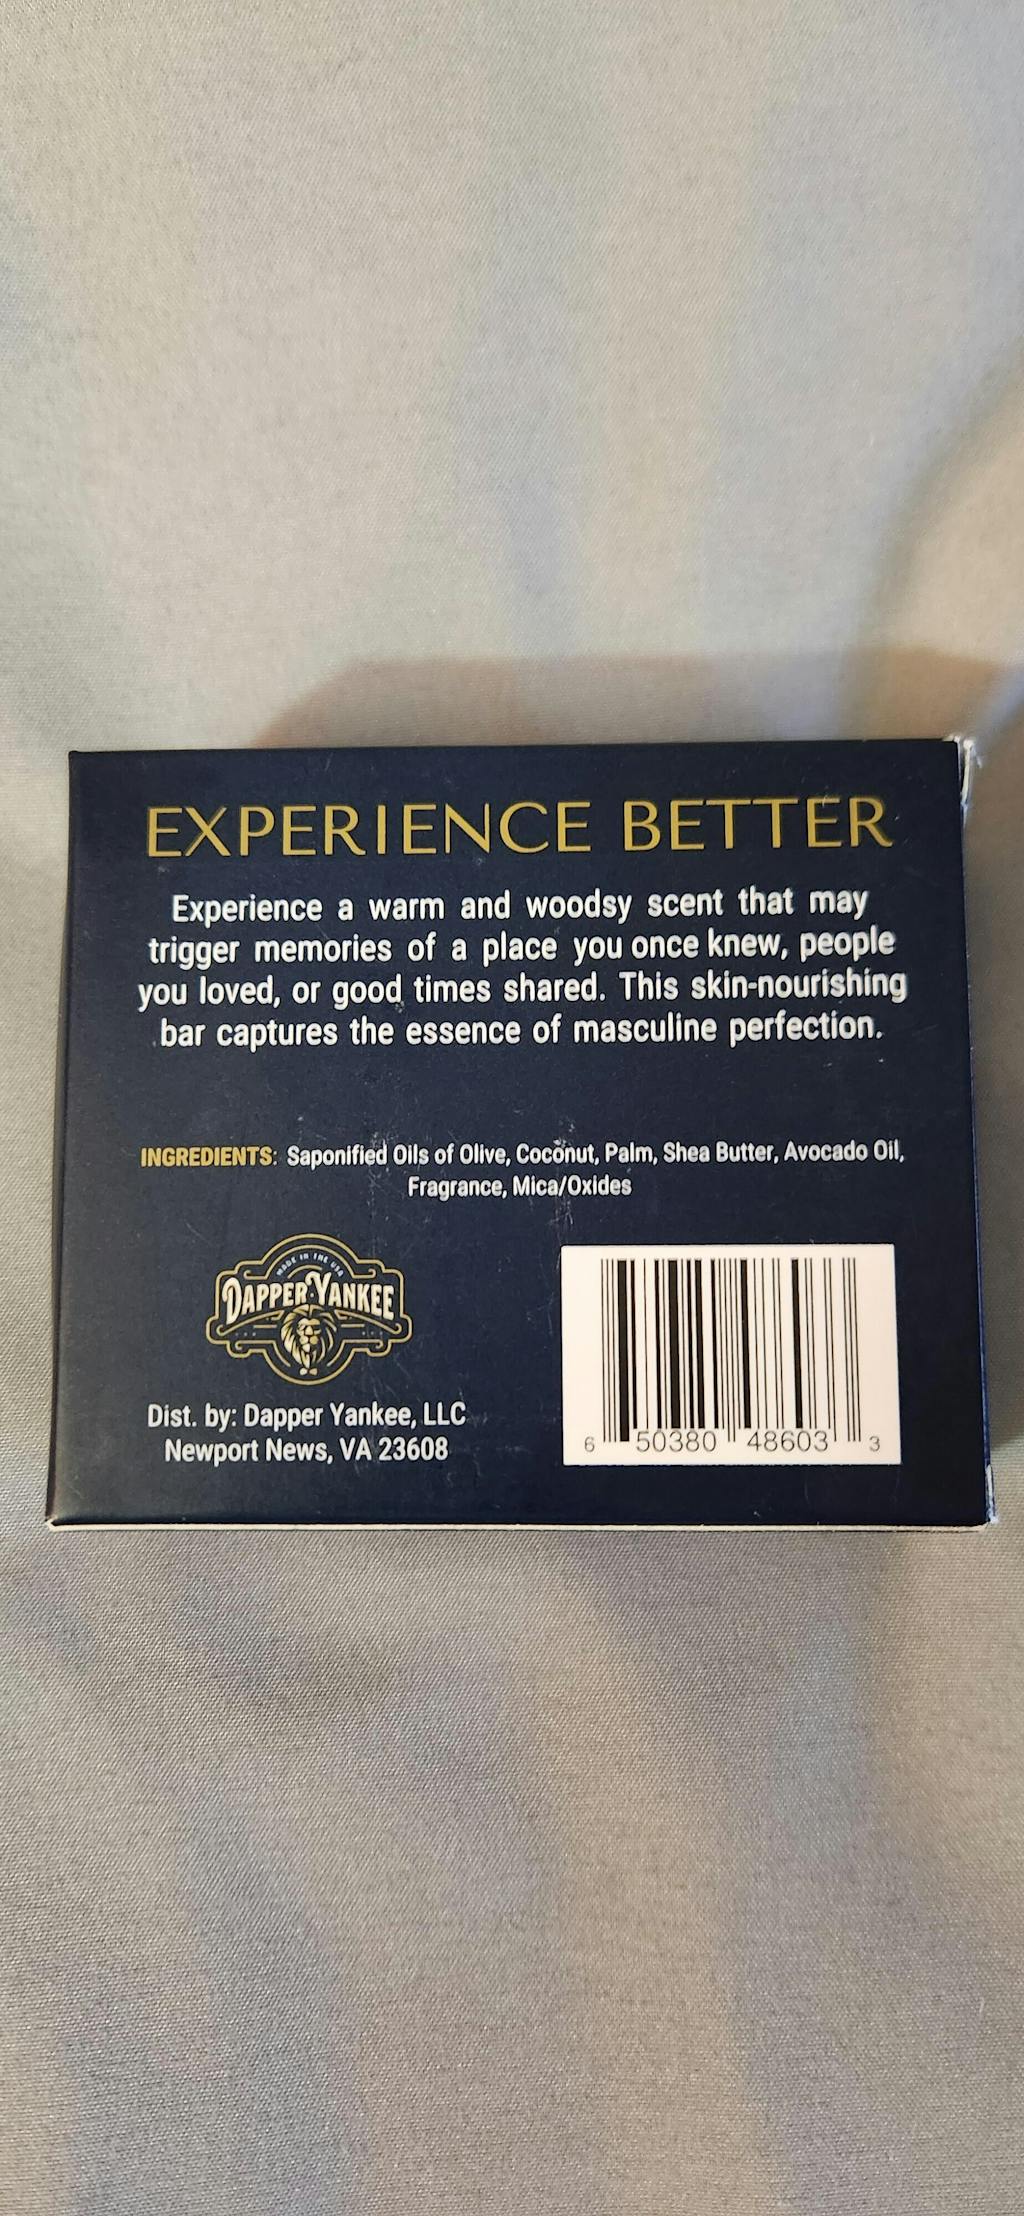 EXPERIENCE BETTER
Experience a warm and woodsy scent that may
trigger memories of a place you once knew, people
you loved, or good times shared. This skin-nourishing
bar captures the essence of masculine perfection.
INGREDIENTS: Saponified Oils of Olive, Coconut, Palm, Shea Butter, Avocado Oil,
Fragrance, Mica/Oxides
MADE IN THE USA
DAPPER YANKEE
Dist. by: Dapper Yankee, LLC
Newport News, VA 23608
6 50380 48603 3